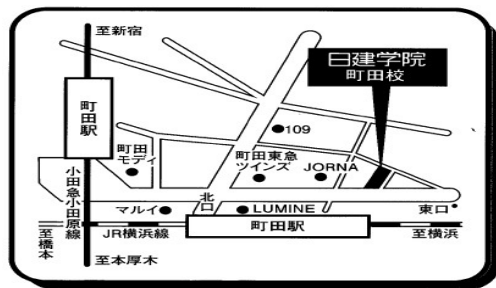 至新宿
日建学院
町田校
町田駅
109
町田
モディ
町田東急
ツインズ
JORNA
小田急小田原線
北口
マルイ
LUMINE
東口
至橋本
JR横浜線
町田駅
至横浜
至本厚木